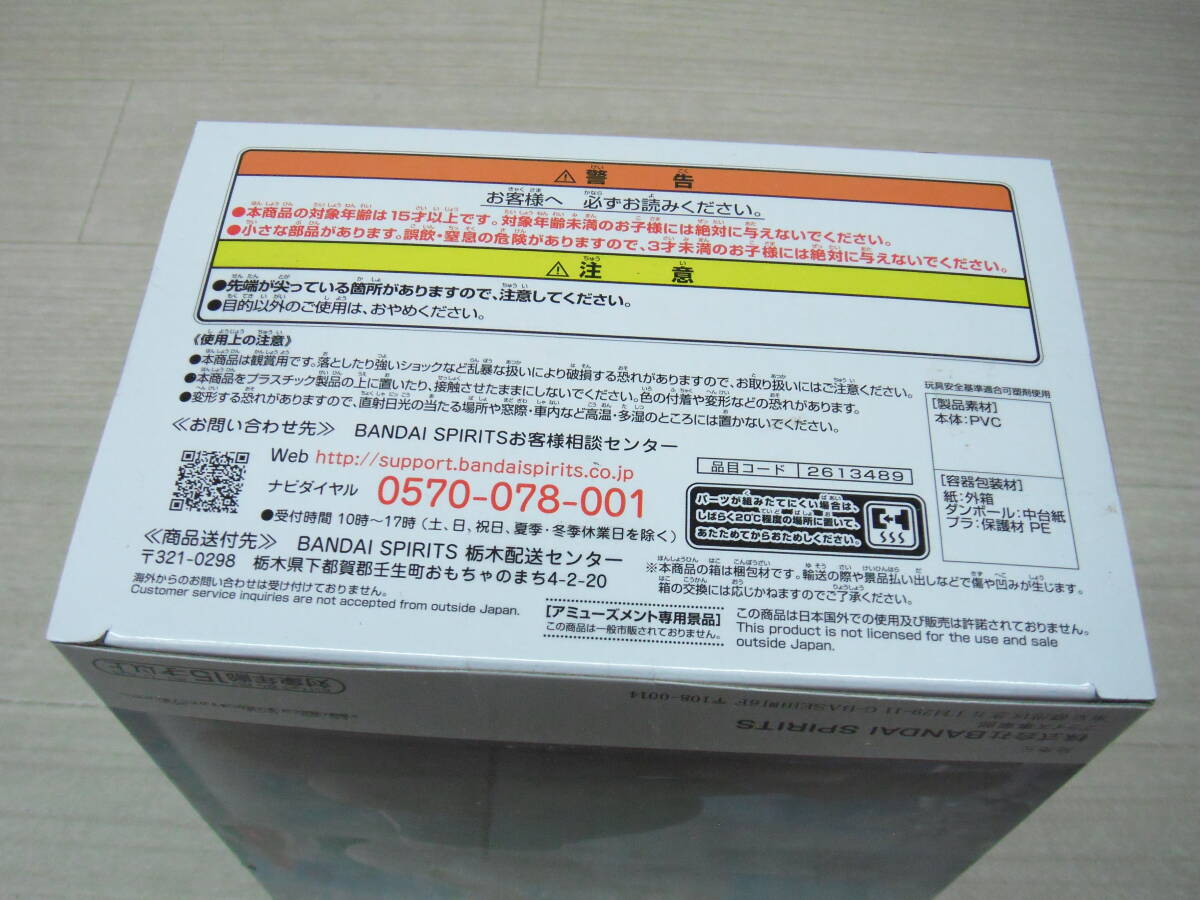 ⚠警告
お客様へ 必ずお読みください。
●本商品の対象年齢は15才以上です。対象年齢未満のお子様には絶対に与えないでください。
●小さな部品があります。誤飲・窒息の危険がありますので、3才未満のお子様には絶対に与えないでください。
⚠注意
●先端が尖っている箇所がありますので、注意してください。
●目的以外のご使用は、おやめください。
《使用上の注意》
●本商品は観賞用です。落としたり強いショックなど乱暴な扱いにより破損する恐れがありますので、お取り扱いにはご注意ください。
●本商品をプラスチック製品の上に置いたり、接触させたままにしないでください。色の付着や変形などの恐れがあります。
●変形する恐れがありますので、直射日光の当たる場所や窓際・車内など高温・多湿のところには置かないでください。
≪お問い合わせ先≫ BANDAI SPIRITSお客様相談センター
Web http://support.bandaispirits.co.jp
ナビダイヤル 0570-078-001
●受付時間 10時～17時(土、日、祝日、夏季・冬季休業日を除く)
≪商品送付先≫ BANDAI SPIRITS 栃木配送センター
〒321-0298 栃木県下都賀郡壬生町おもちゃのまち4-2-20
海外からのお問い合わせは受け付けておりません。
Customer service inquiries are not accepted from outside Japan.
玩具安全基準適合可塑剤使用
[製品素材]
本体:PVC
[容器包装材]
紙:外箱
ダンボール:中台紙
プラ:保護材 PE
品目コード 2613489
パーツが組みたてにくい場合は、
しばらく20℃程度の場所に置いて、
あたためてからおためしください。
※本商品の箱は梱包材です。輸送の際や景品払い出しなどで傷や凹みが生じます。
箱の交換には応じかねますのでご了承ください。
[アミューズメント専用景品]
この商品は一般市販されておりません。
この商品は日本国外での使用及び販売は許諾されておりません。
This product is not licensed for the use and sale
outside Japan.
対象年齢15才以上
株式会社BANDAI SPIRITS
〒108-0014